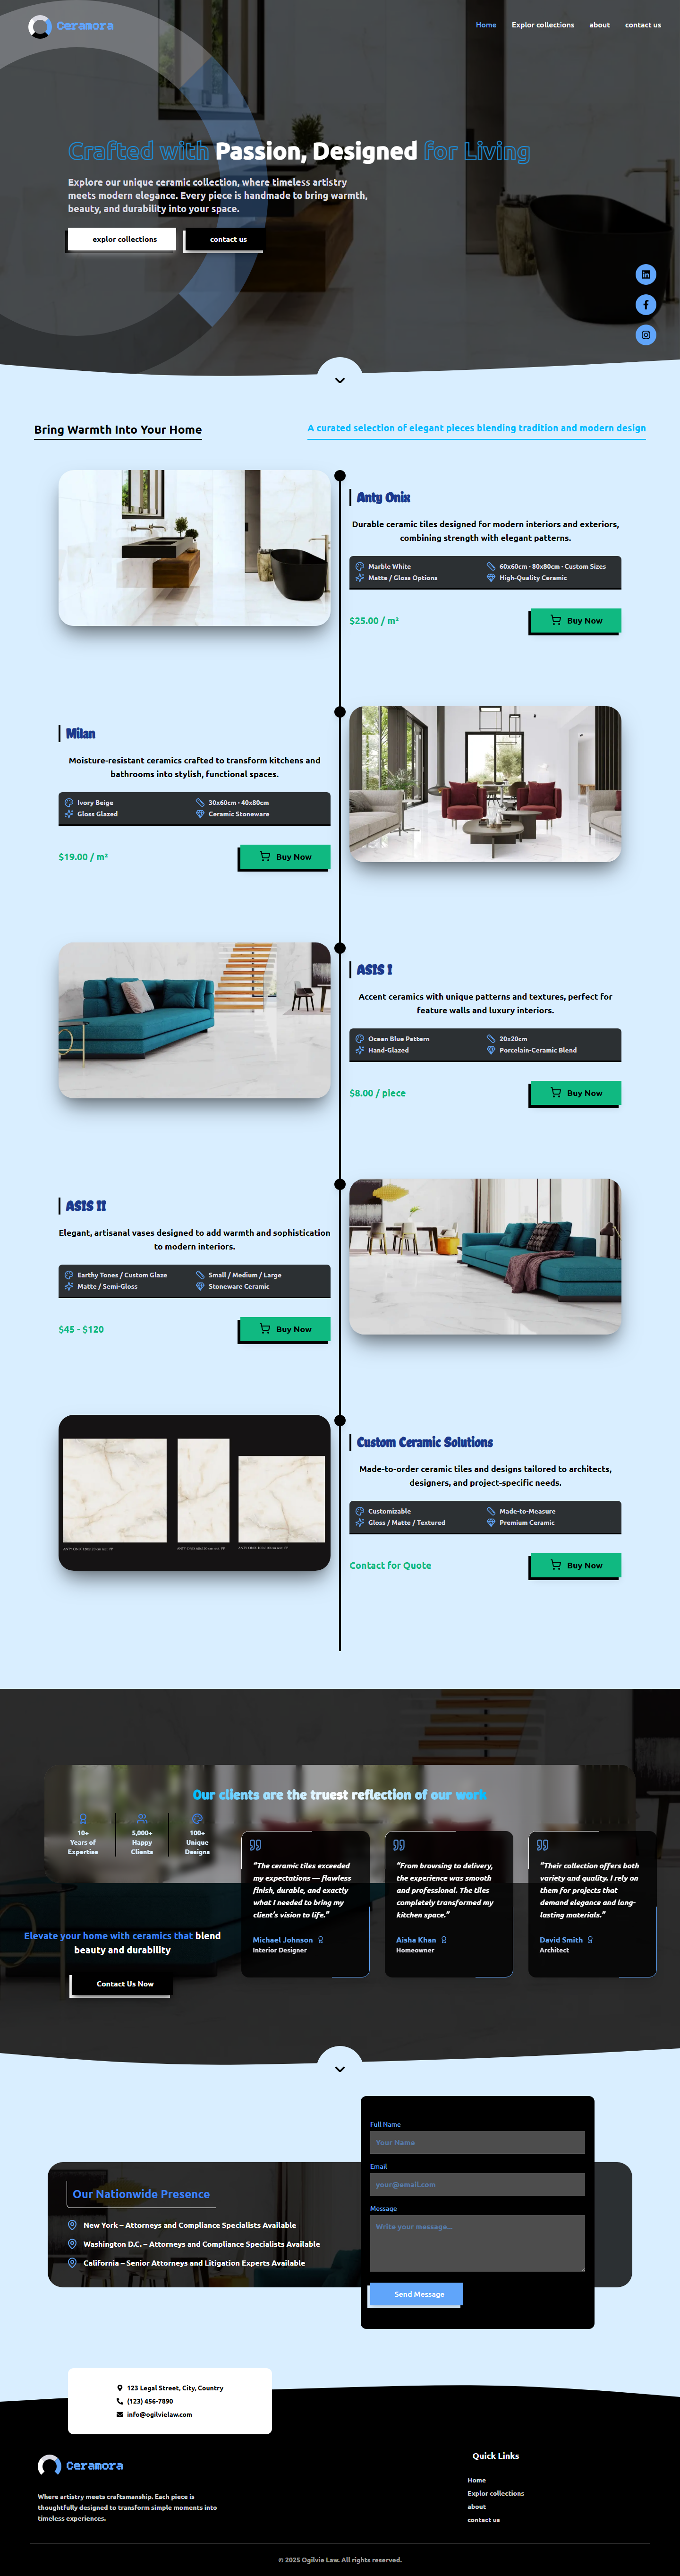 Ceramora
Home
Explor collections
about
contact us
Crafted with Passion, Designed for Living
Explore our unique ceramic collection, where timeless artistry
meets modern elegance. Every piece is handmade to bring warmth,
beauty, and durability into your space.
explor collections
contact us
Bring Warmth Into Your Home
A curated selection of elegant pieces blending tradition and modern design
Anty Onix
Durable ceramic tiles designed for modern interiors and exteriors,
combining strength with elegant patterns.
Marble White
60x60cm · 80x80cm · Custom Sizes
Matte / Gloss Options
High-Quality Ceramic
$25.00 / m²
Buy Now
Milan
Moisture-resistant ceramics crafted to transform kitchens and
bathrooms into stylish, functional spaces.
Ivory Beige
30x60cm · 40x80cm
Gloss Glazed
Ceramic Stoneware
$19.00 / m²
Buy Now
ASIS I
Accent ceramics with unique patterns and textures, perfect for
feature walls and luxury interiors.
Ocean Blue Pattern
20x20cm
Hand-Glazed
Porcelain-Ceramic Blend
$8.00 / piece
Buy Now
ASIS II
Elegant, artisanal vases designed to add warmth and sophistication
to modern interiors.
Earthy Tones / Custom Glaze
Small / Medium / Large
Matte / Semi-Gloss
Stoneware Ceramic
$45 - $120
Buy Now
Custom Ceramic Solutions
Made-to-order ceramic tiles and designs tailored to architects,
designers, and project-specific needs.
Customizable
Made-to-Measure
Gloss / Matte / Textured
Premium Ceramic
Contact for Quote
Buy Now
Our clients are the truest reflection of our work
10+
Years of
Expertise
5,000+
Happy
Clients
100+
Unique
Designs
"The ceramic tiles exceeded
my expectations — flawless
finish, durable, and exactly
what I needed to bring my
client's vision to life."
Michael Johnson
Interior Designer
"From browsing to delivery,
the experience was smooth
and professional. The tiles
completely transformed my
kitchen space."
Aisha Khan
Homeowner
"Their collection offers both
variety and quality. I rely on
them for projects that
demand elegance and long-
lasting materials."
David Smith
Architect
Elevate your home with ceramics that blend
beauty and durability
Contact Us Now
Full Name
Your Name
Email
your@email.com
Message
Write your message...
Send Message
Our Nationwide Presence
New York – Attorneys and Compliance Specialists Available
Washington D.C. – Attorneys and Compliance Specialists Available
California – Senior Attorneys and Litigation Experts Available
123 Legal Street, City, Country
(123) 456-7890
info@ogilvielaw.com
Ceramora
Where artistry meets craftsmanship. Each piece is
thoughtfully designed to transform simple moments into
timeless experiences.
Quick Links
Home
Explor collections
about
contact us
© 2025 Ogilvie Law. All rights reserved.